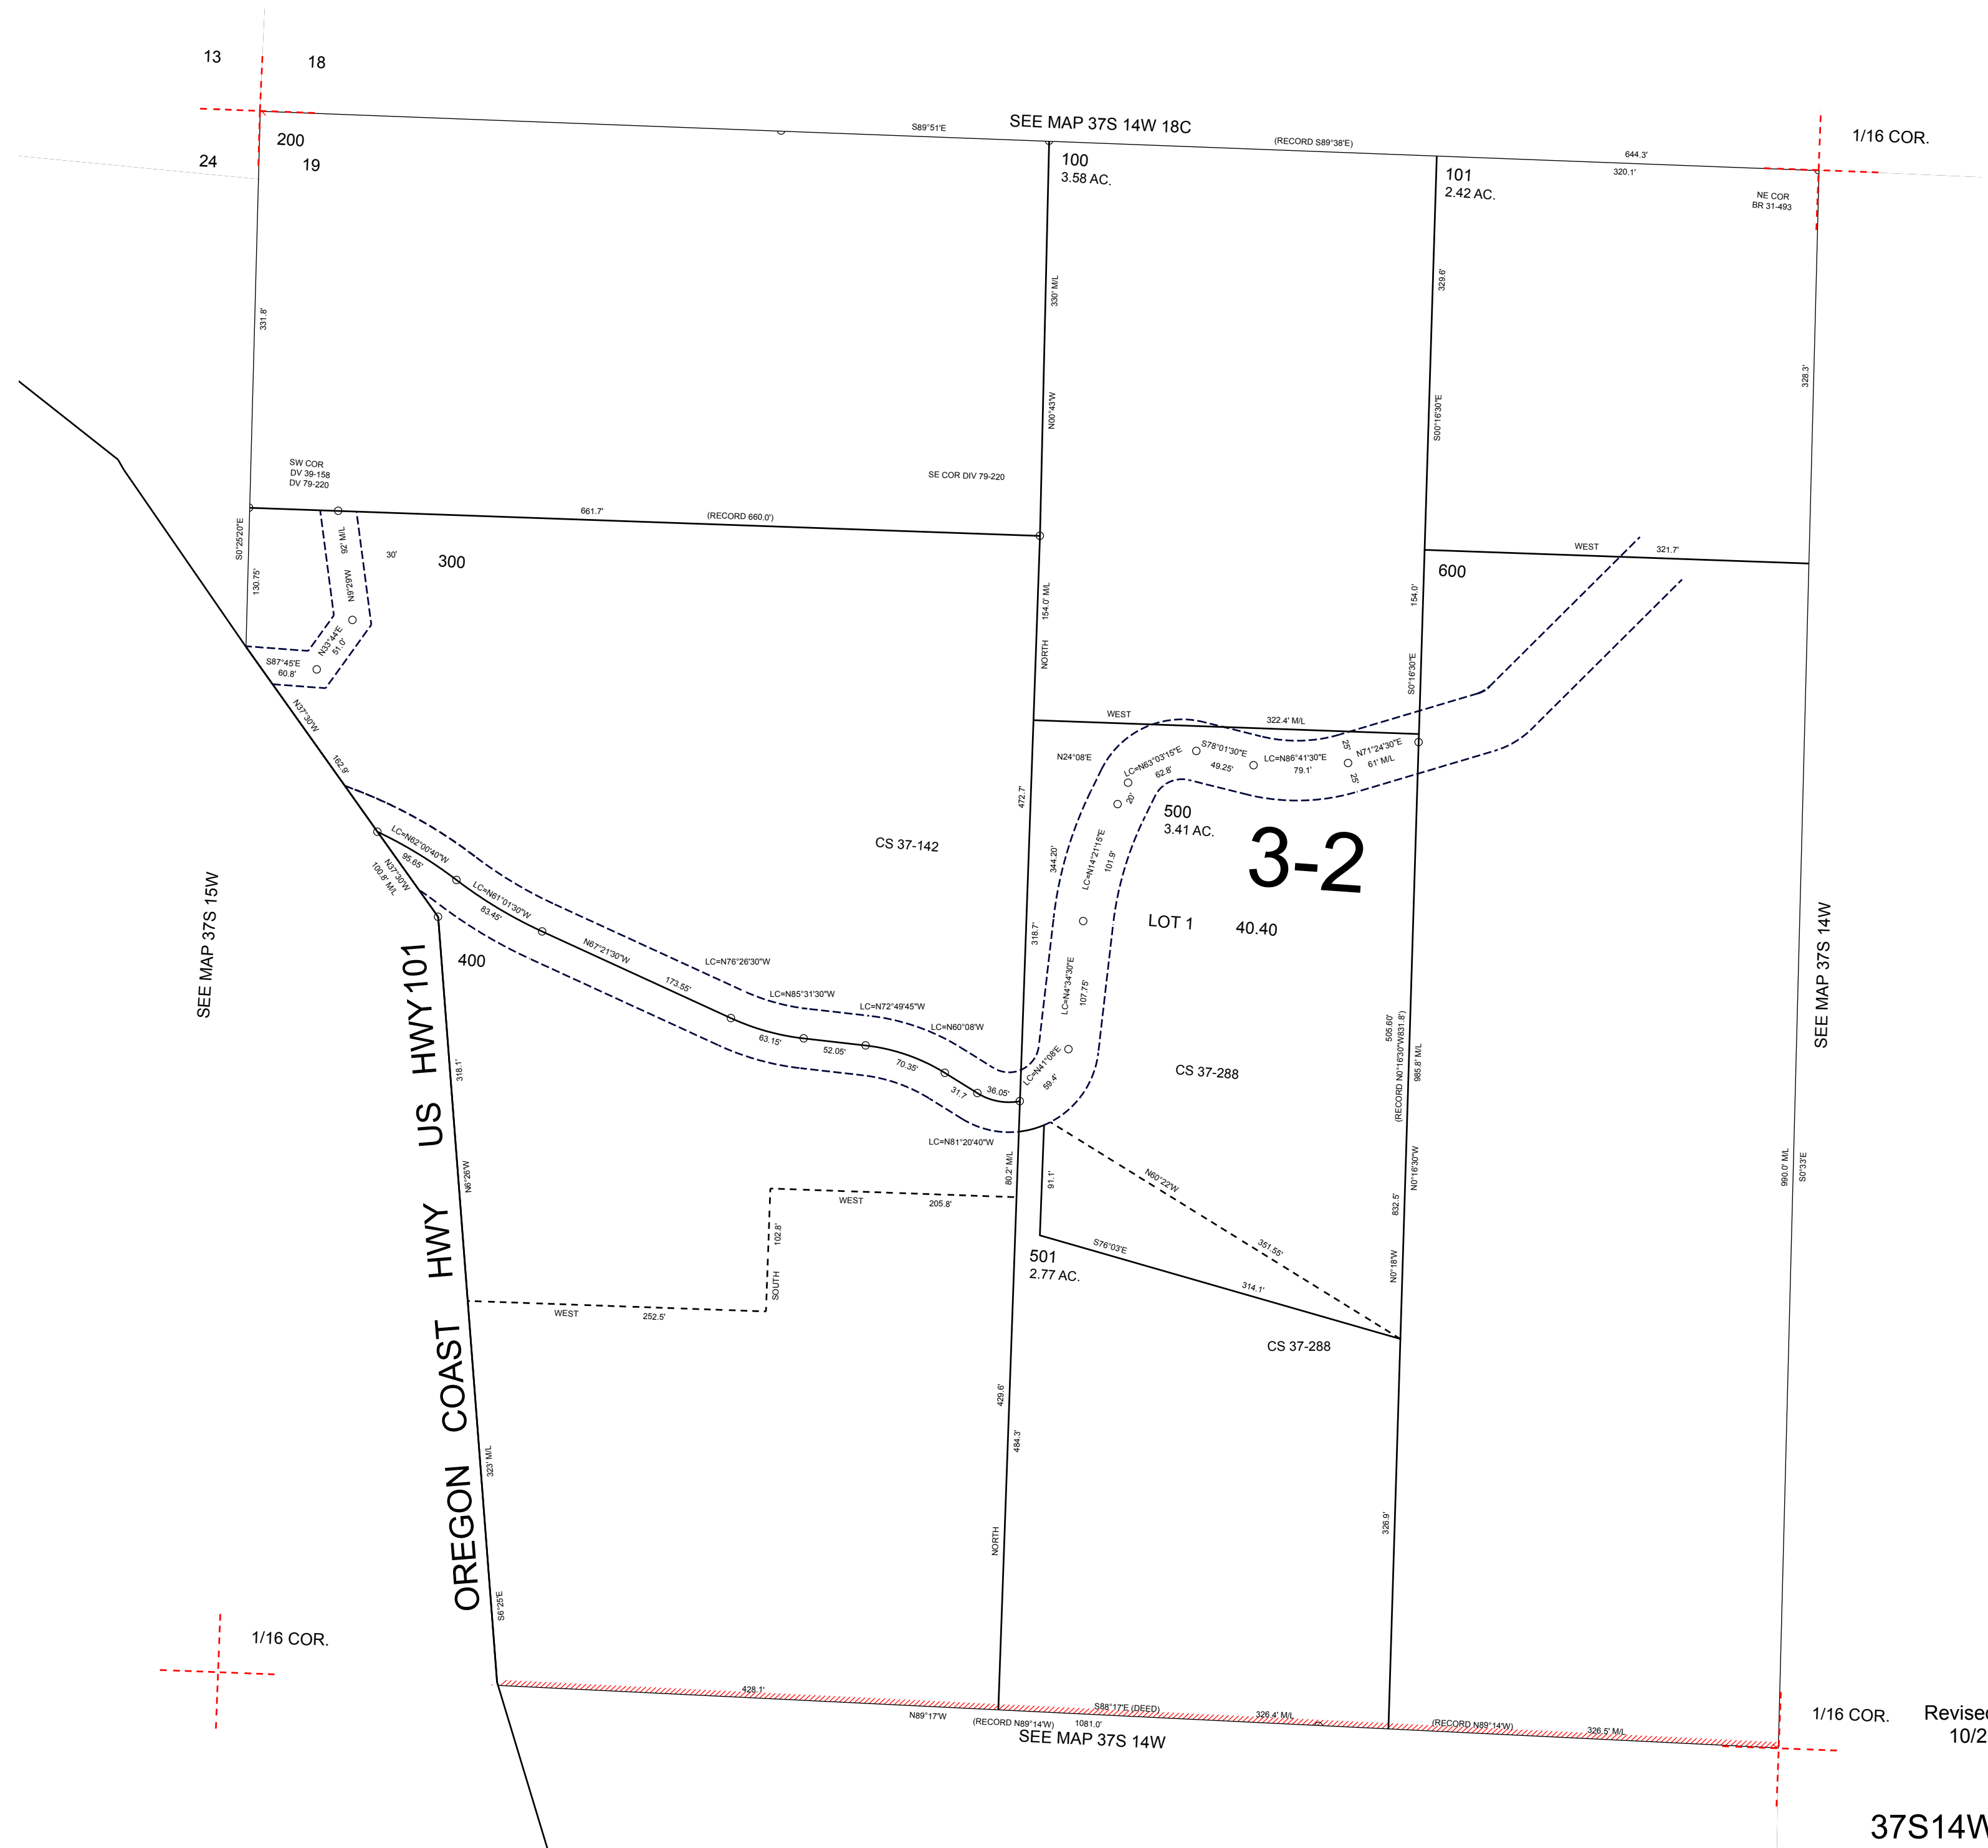 13
18
24
19
SEE MAP 37S 14W 18C
S89°51'E
(RECORD S89°38'E)
644.3'
320.1'
1/16 COR.
NE COR
BR 31-493
200
100
3.58 AC.
101
2.42 AC.
331.8'
330' M/L
N00°43'W
329.6'
S00°16'30"E
328.3'
SW COR
DV 39-158
DV 79-220
SE COR DIV 79-220
661.7'
(RECORD 660.0')
S0°25'20"E
130.75'
92' M/L
N9°29'W
30'
N33°44'E
51.0'
S87°45'E
60.8'
300
154.0' M/L
NORTH
WEST
321.7'
600
154.0'
S0°16'30"E
WEST
322.4' M/L
N37°30'W
162.9'
N24°08'E
LC=N63°03'15"E
62.8'
S78°01'30"E
49.25'
LC=N86°41'30"E
79.1'
25'
25'
N71°24'30"E
61' M/L
20'
500
3.41 AC.
3-2
LOT 1
40.40
472.7'
344.20'
318.7'
LC=N14°21'15"E
101.9'
LC=N4°34'30"E
107.75'
LC=N41°08'E
59.4'
CS 37-142
LC=N62°00'40"W
95.65'
N37°30'W
100.8' M/L
LC=N61°01'30"W
83.45'
N67°21'30"W
173.55'
LC=N76°26'30"W
LC=N85°31'30"W
LC=N72°49'45"W
LC=N60°08'W
63.15'
52.05'
70.35'
31.7
36.05'
LC=N81°20'40"W
400
SEE MAP 37S 15W
SEE MAP 37S 14W
OREGON COAST HWY US HWY 101
318.1'
N6°26'W
323' M/L
S6°25'E
CS 37-288
505.60'
(RECORD N0°16'30"W831.8')
985.8' M/L
N0°16'30"W
832.5'
N0°18'W
990.0' M/L
S0°33'E
80.2' M/L
91.1'
N60°22'W
351.55'
S76°03'E
314.1'
501
2.77 AC.
CS 37-288
WEST
205.8'
102.8'
SOUTH
WEST
252.5'
429.6'
484.3'
NORTH
326.9'
1/16 COR.
428.1'
N89°17'W
(RECORD N89°14'W)
1081.0'
S88°17'E (DEED)
326.4' M/L
(RECORD N89°14'W)
326.5' M/L
SEE MAP 37S 14W
1/16 COR.
Revised
10/2
37S14W